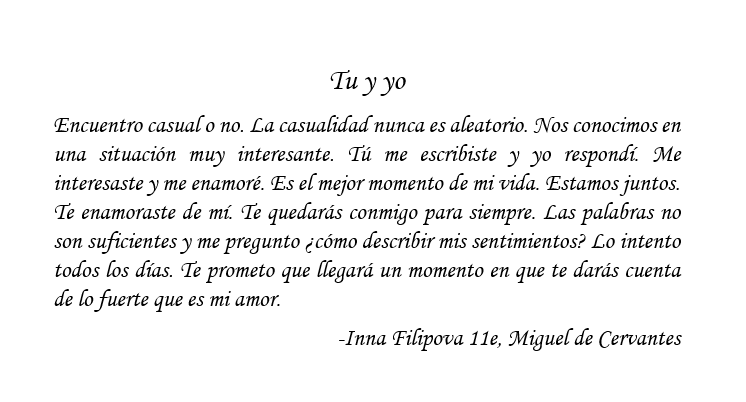 Tu y yo
Encuentro casual o no. La casualidad nunca es aleatorio. Nos conocimos en
una situación muy interesante. Tú me escribiste y yo respondí. Me
interesaste y me enamoré. Es el mejor momento de mi vida. Estamos juntos.
Te enamoraste de mí. Te quedarás conmigo para siempre. Las palabras no
son suficientes y me pregunto ¿cómo describir mis sentimientos? Lo intento
todos los días. Te prometo que llegará un momento en que te darás cuenta
de lo fuerte que es mi amor.
-Inna Filipova 11e, Miguel de Cervantes